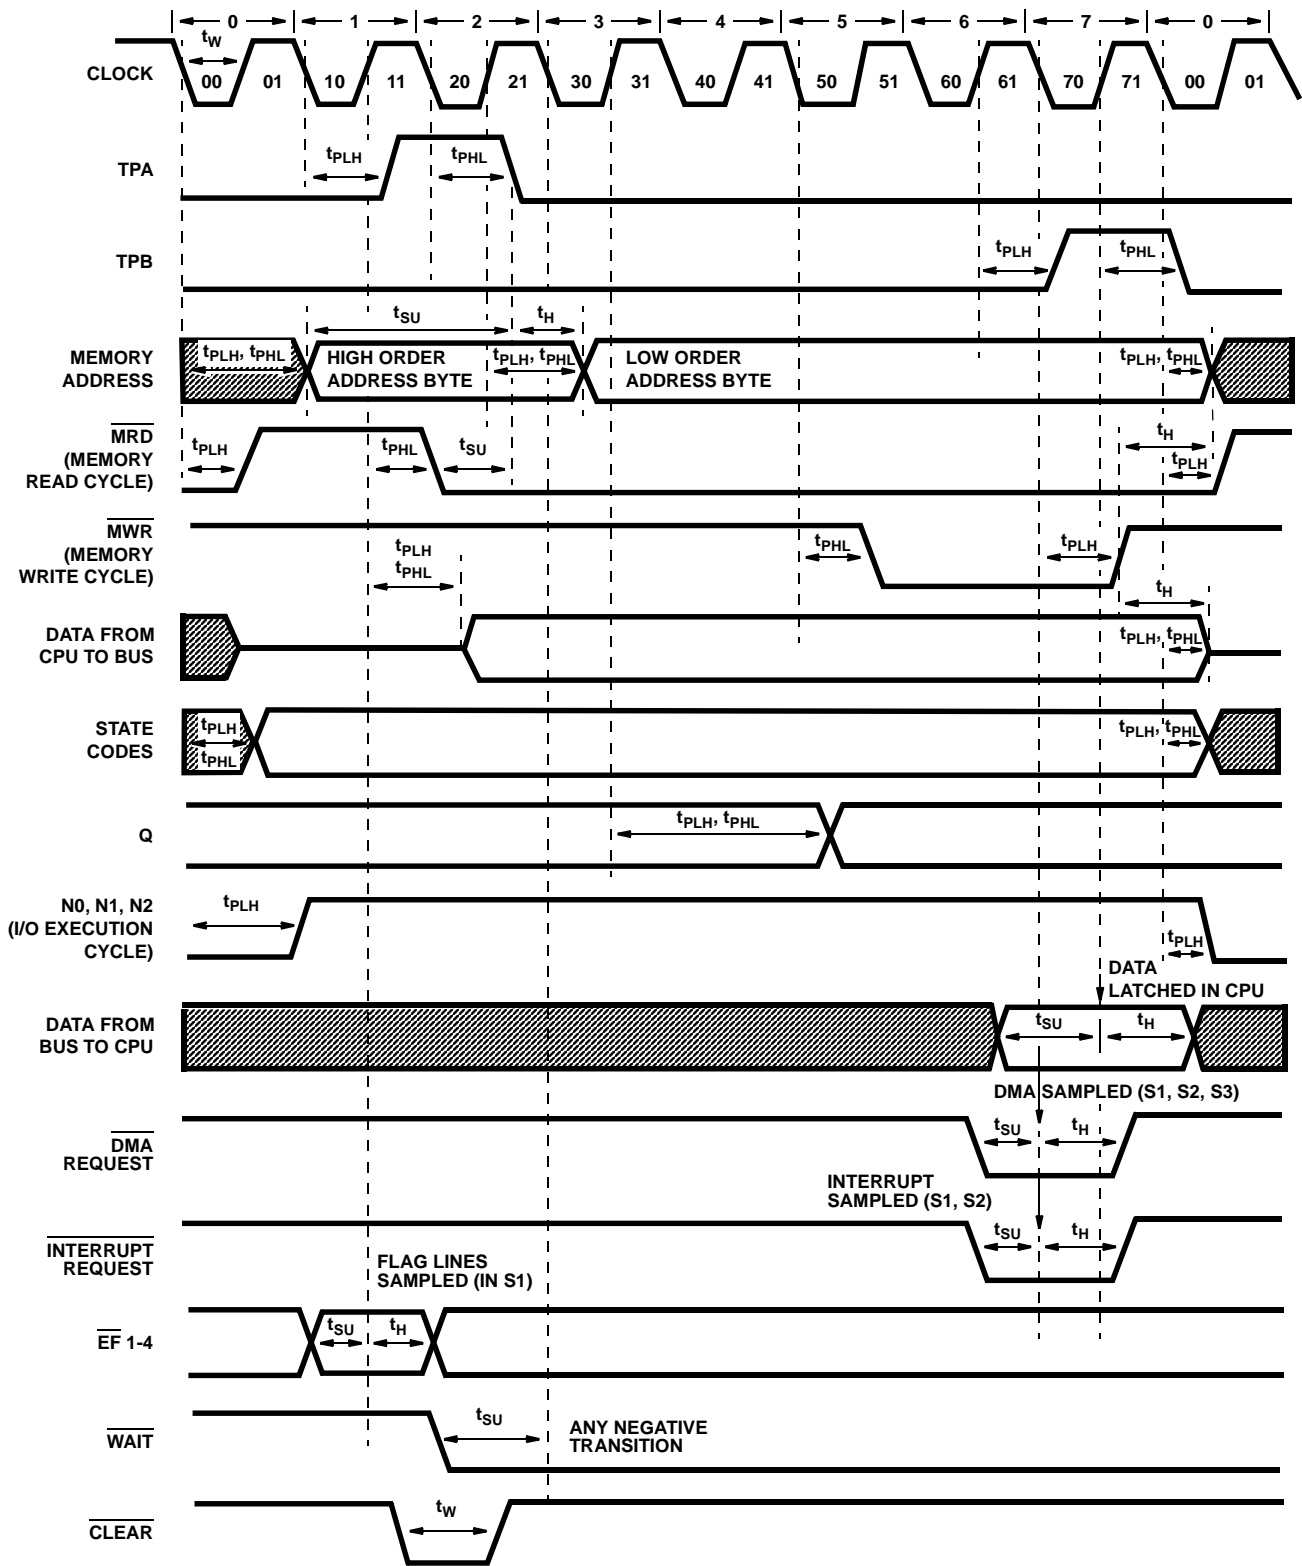 0 1 2 3 4 5 6 7 0
tW
CLOCK
00 01 10 11 20 21 30 31 40 41 50 51 60 61 70 71 00 01
TPA
tPLH tPHL
TPB
tPLH tPHL
tSU tH
MEMORY
ADDRESS
tPLH, tPHL
HIGH ORDER
ADDRESS BYTE
tPLH, tPHL
LOW ORDER
ADDRESS BYTE
tPLH, tPHL
MRD
(MEMORY
READ CYCLE)
tPLH tPHL tSU tH
tPLH
MWR
(MEMORY
WRITE CYCLE)
tPLH
tPHL
tPHL tPLH
tH
DATA FROM
CPU TO BUS
tPLH, tPHL
STATE
CODES
tPLH
tPHL
tPLH, tPHL
Q
tPLH, tPHL
N0, N1, N2
(I/O EXECUTION
CYCLE)
tPLH
tPLH
DATA
LATCHED IN CPU
DATA FROM
BUS TO CPU
tSU tH
DMA SAMPLED (S1, S2, S3)
DMA
REQUEST
tSU tH
INTERRUPT
SAMPLED (S1, S2)
INTERRUPT
REQUEST
tSU tH
FLAG LINES
SAMPLED (IN S1)
EF 1-4
tSU tH
WAIT
tSU
ANY NEGATIVE
TRANSITION
CLEAR
tW